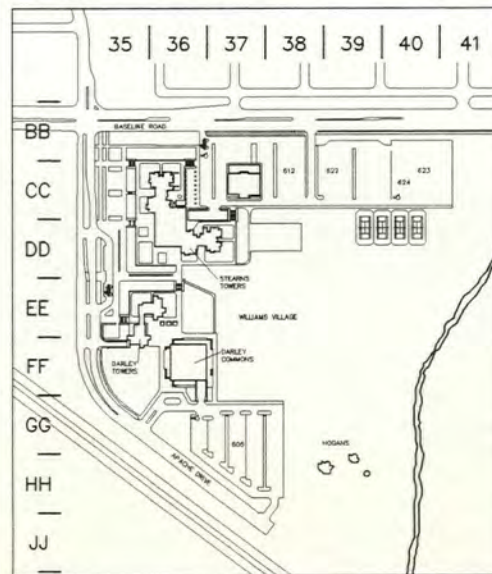 35 36 37 38 39 40 41
BB
BASELINE ROAD
CC
612
622
623
624
DD
STEARNS
TOWERS
EE
WILLIAMS VILLAGE
FF
DARLEY
TOWERS
DARLEY
COMMONS
GG
606
APACHE DRIVE
HOGANS
HH
JJ